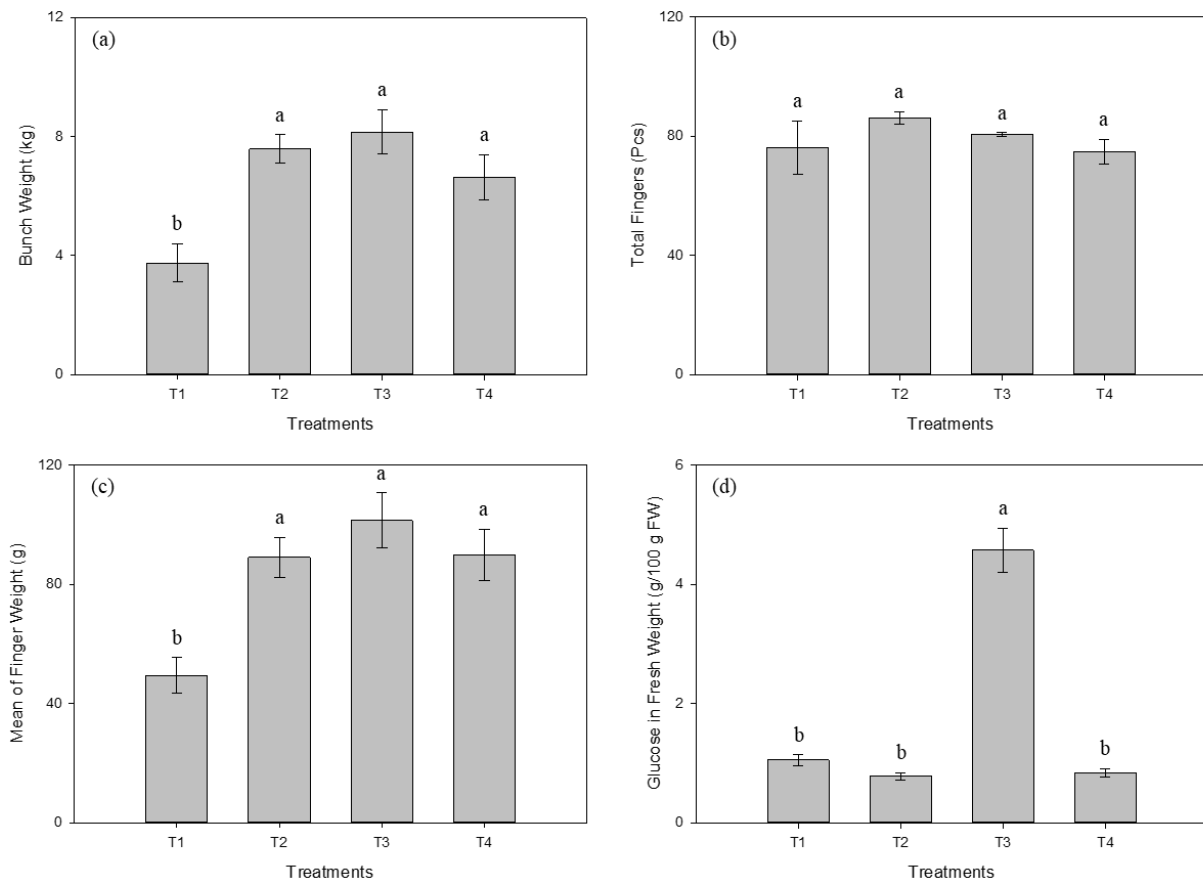 (a)
12
8
4
0
Bunch Weight (kg)
b
a
a
a
T1 T2 T3 T4
Treatments
(b)
120
80
40
0
Total Fingers (Pcs)
a
a
a
a
T1 T2 T3 T4
Treatments
(c)
120
80
40
0
Mean of Finger Weight (g)
b
a
a
a
T1 T2 T3 T4
Treatments
(d)
6
4
2
0
Glucose in Fresh Weight (g/100 g FW)
b
b
a
b
T1 T2 T3 T4
Treatments